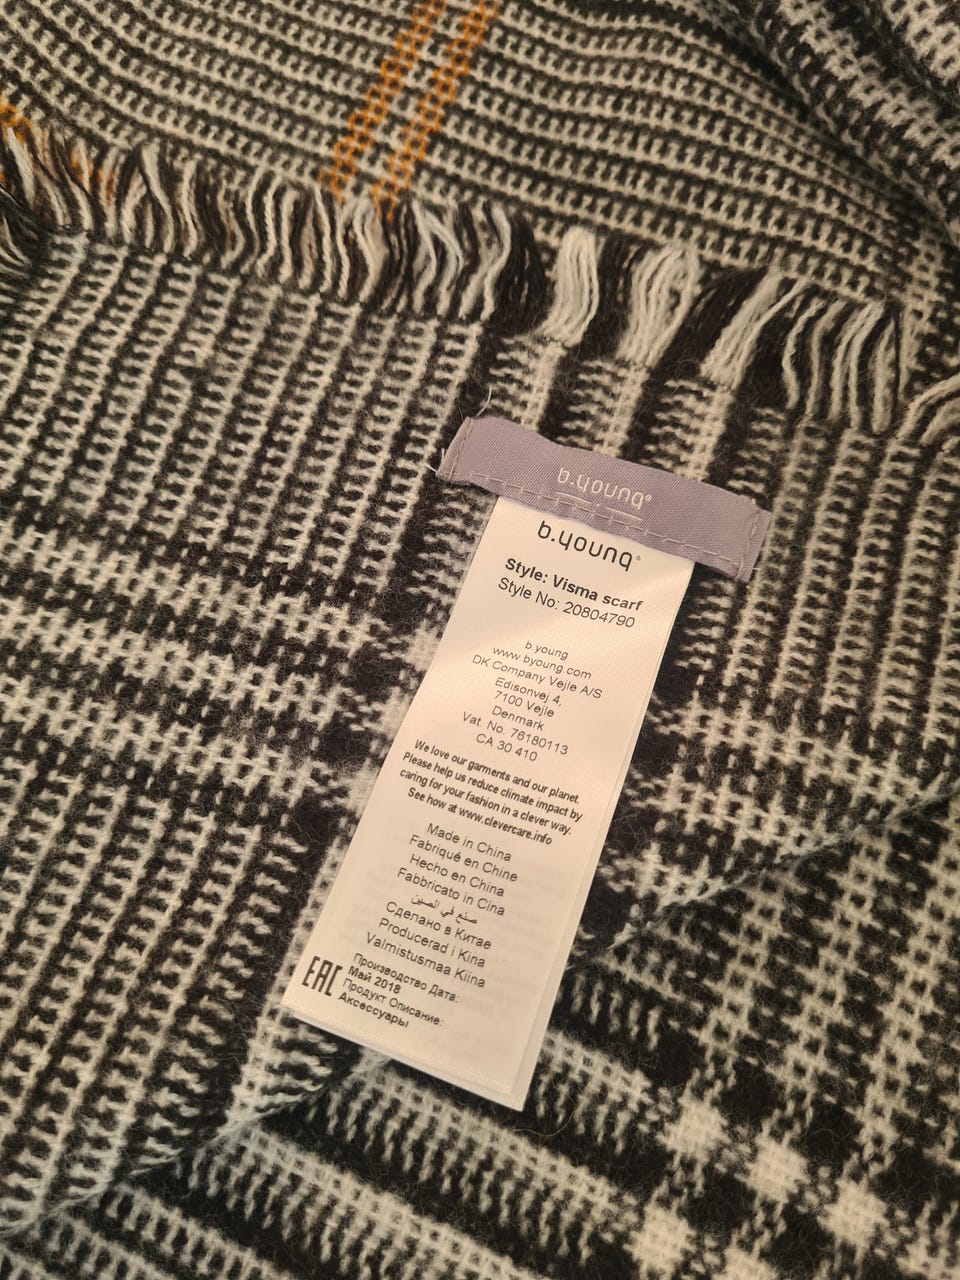 b.young®
b.young®
Style: Visma scarf
Style No: 20804790
b.young
www.byoung.com
DK Company Vejle A/S
Edisonvej 4,
7100 Vejle
Denmark
Vat. No. 76180113
CA 30 410
We love our garments and our planet.
Please help us reduce climate impact by
caring for your fashion in a clever way.
See how at www.clevercare.info
Made in China
Fabriqué en Chine
Hecho en China
Fabbricato in Cina
صنع في الصين
Сделано в Китае
Producerad i Kina
Valmistusmaa Kiina
EAC
Производство Дата:
Май 2018
Продукт Описание:
Аксессуары